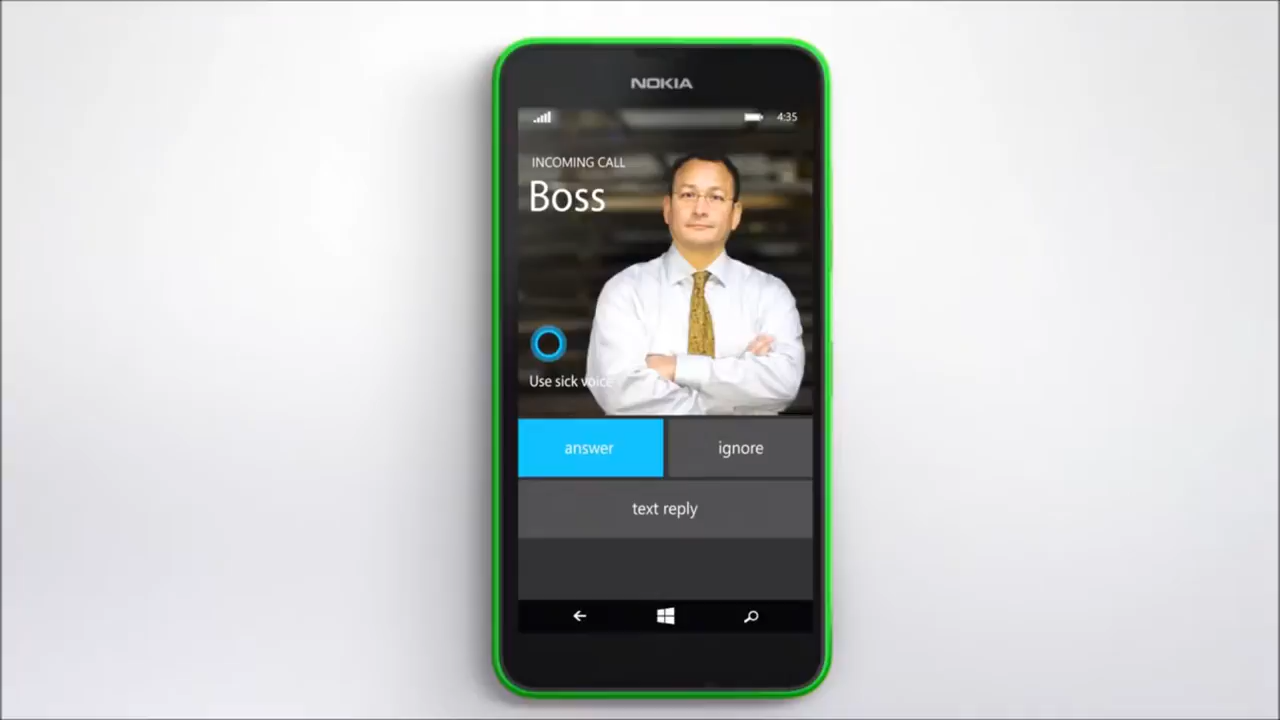 NOKIA
4:35
INCOMING CALL
Boss
Use sick voice
answer
ignore
text reply